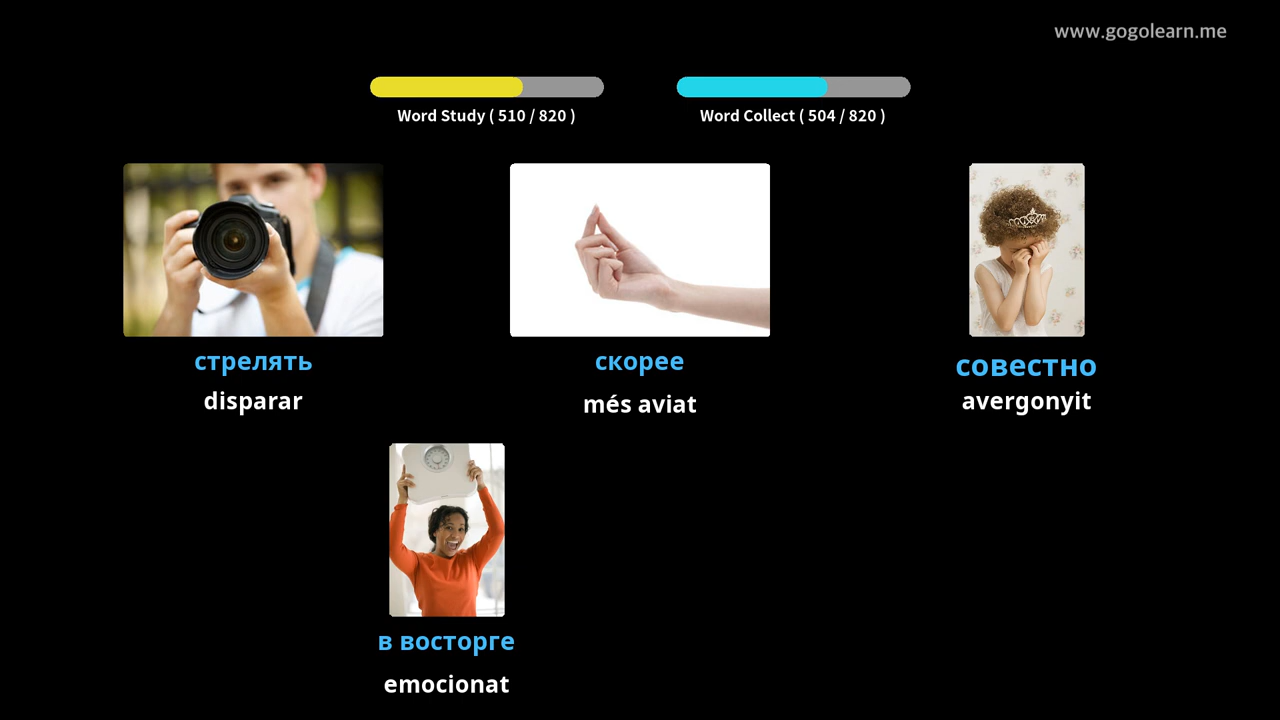 www.gogolearn.me
Word Study ( 510 / 820 )
Word Collect ( 504 / 820 )
стрелять
disparar
скорее
més aviat
совестно
avergonyit
в восторге
emocionat